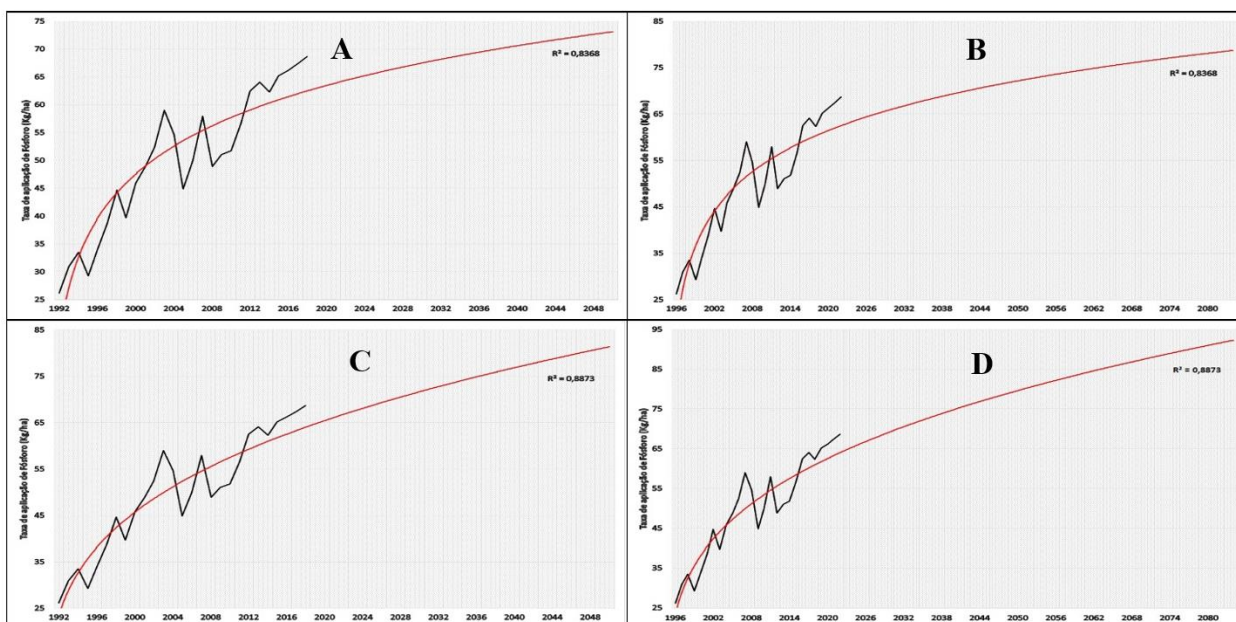 A
R² = 0,8368
Taxa de aplicação de Fósforo (Kg/ha)
75
70
65
60
55
50
45
40
35
30
25
1992 1996 2000 2004 2008 2012 2016 2020 2024 2028 2032 2036 2040 2044 2048
B
R² = 0,8368
Taxa de aplicação de Fósforo (Kg/ha)
85
75
65
55
45
35
25
1996 2002 2008 2014 2020 2026 2032 2038 2044 2050 2056 2062 2068 2074 2080
C
R² = 0,8873
Taxa de aplicação de Fósforo (Kg/ha)
85
75
65
55
45
35
25
1992 1996 2000 2004 2008 2012 2016 2020 2024 2028 2032 2036 2040 2044 2048
D
R² = 0,8873
Taxa de aplicação de Fósforo (Kg/ha)
95
85
75
65
55
45
35
25
1996 2002 2008 2014 2020 2026 2032 2038 2044 2050 2056 2062 2068 2074 2080